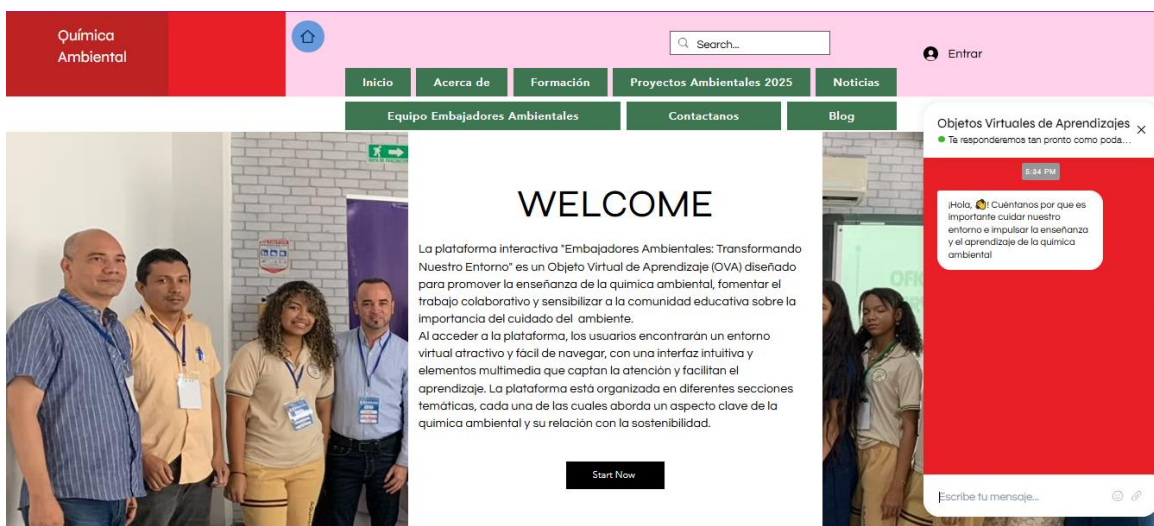 Química
Ambiental
Search...
Entrar
Inicio
Acerca de
Formación
Proyectos Ambientales 2025
Noticias
Equipo Embajadores Ambientales
Contactanos
Blog
WELCOME
La plataforma interactiva "Embajadores Ambientales: Transformando
Nuestro Entorno" es un Objeto Virtual de Aprendizaje (OVA) diseñado
para promover la enseñanza de la química ambiental, fomentar el
trabajo colaborativo y sensibilizar a la comunidad educativa sobre la
importancia del cuidado del ambiente.
Al acceder a la plataforma, los usuarios encontrarán un entorno
virtual atractivo y fácil de navegar, con una interfaz intuitiva y
elementos multimedia que captan la atención y facilitan el
aprendizaje. La plataforma está organizada en diferentes secciones
temáticas, cada una de las cuales aborda un aspecto clave de la
química ambiental y su relación con la sostenibilidad.
Start Now
Objetos Virtuales de Aprendizajes
Te responderemos tan pronto como poda...
5:34 PM
¡Hola, 👏! Cuéntanos por que es
importante cuidar nuestro
entorno e impulsar la enseñanza
y el aprendizaje de la química
ambiental
Escribe tu mensaje...